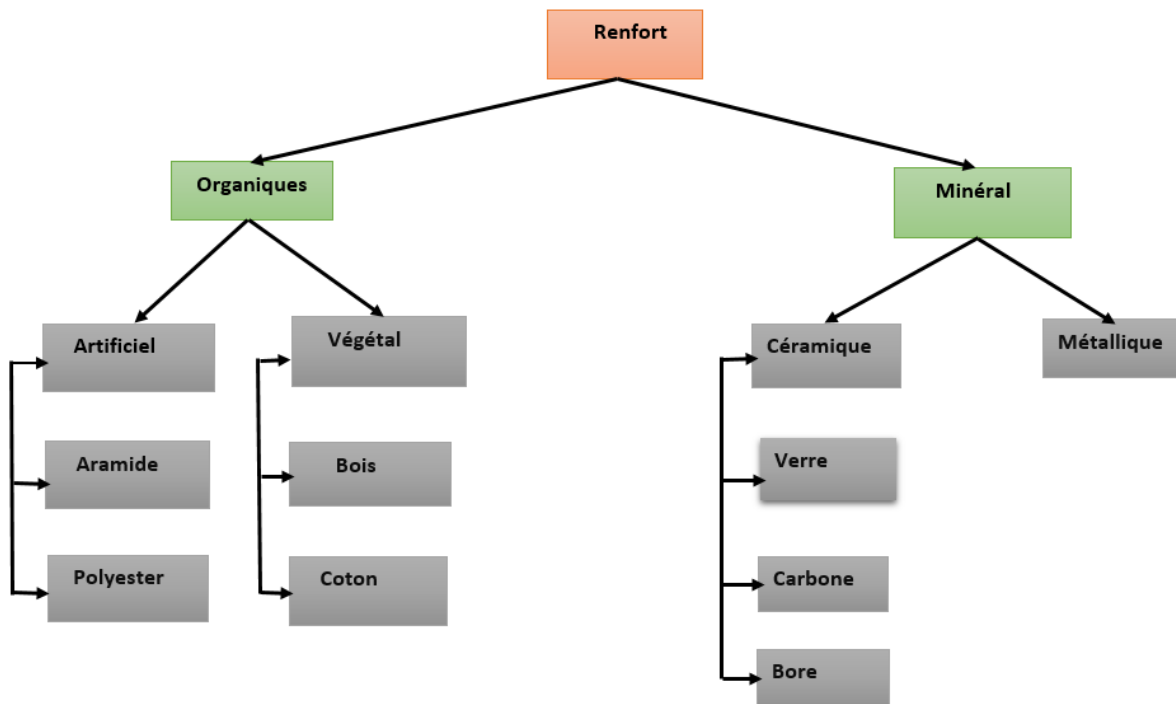 Renfort
Organiques
Minéral
Artificiel
Végétal
Céramique
Métallique
Aramide
Bois
Verre
Polyester
Coton
Carbone
Bore